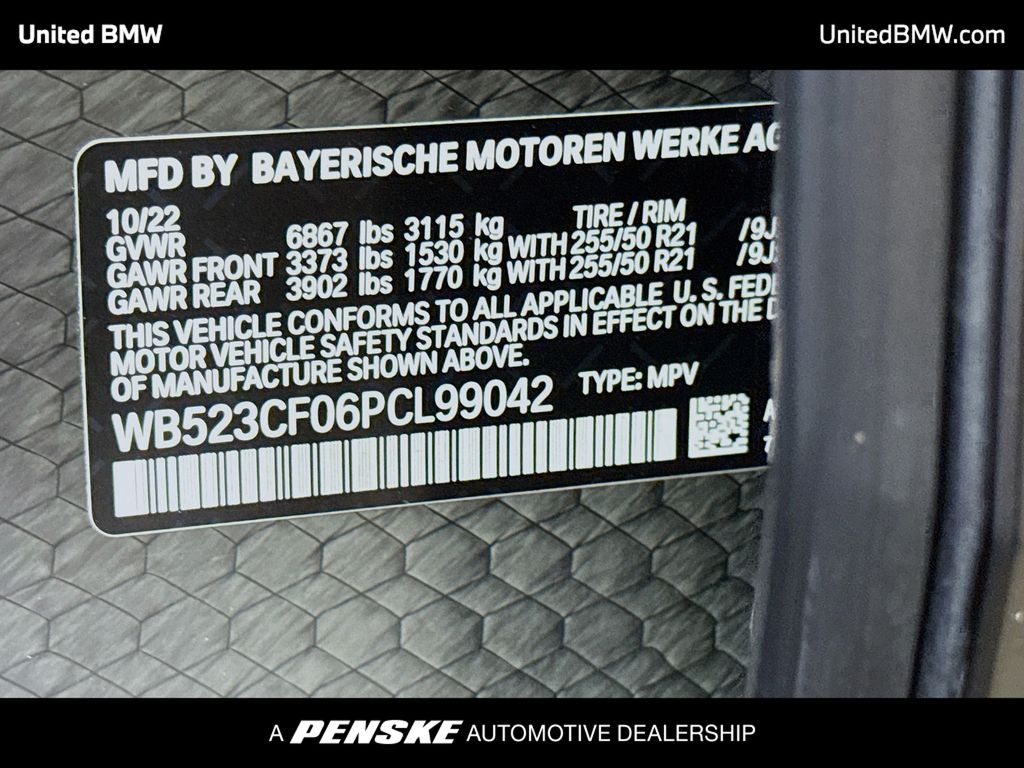 United BMW
UnitedBMW.com
MFD BY BAYERISCHE MOTOREN WERKE AG
10/22 TIRE / RIM
GVWR 6867 lbs 3115 kg
GAWR FRONT 3373 lbs 1530 kg WITH 255/50 R21 /9J
GAWR REAR 3902 lbs 1770 kg WITH 255/50 R21 /9J
THIS VEHICLE CONFORMS TO ALL APPLICABLE U. S. FEDE
MOTOR VEHICLE SAFETY STANDARDS IN EFFECT ON THE
OF MANUFACTURE SHOWN ABOVE.
WB523CF06PCL99042 TYPE: MPV
A PENSKE AUTOMOTIVE DEALERSHIP